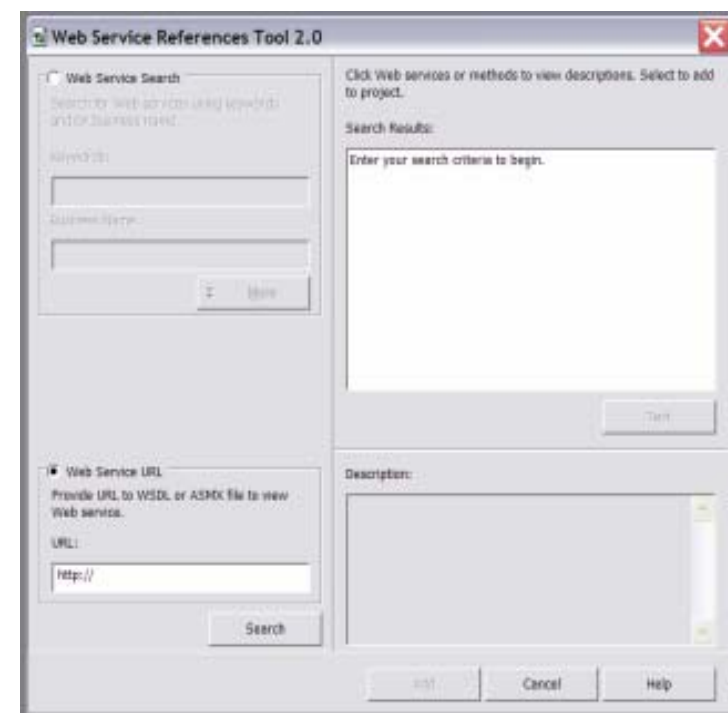 Web Service References Tool 2.0
Web Service Search
Search for Web services using keywords
and/or business name.
Keywords:
Business Name:
More
Click Web services or methods to view descriptions. Select to add
to project.
Search Results:
Enter your search criteria to begin.
Test
Web Service URL
Provide URL to WSDL or ASMX file to view
Web service.
URL:
http://
Search
Description:
Add
Cancel
Help